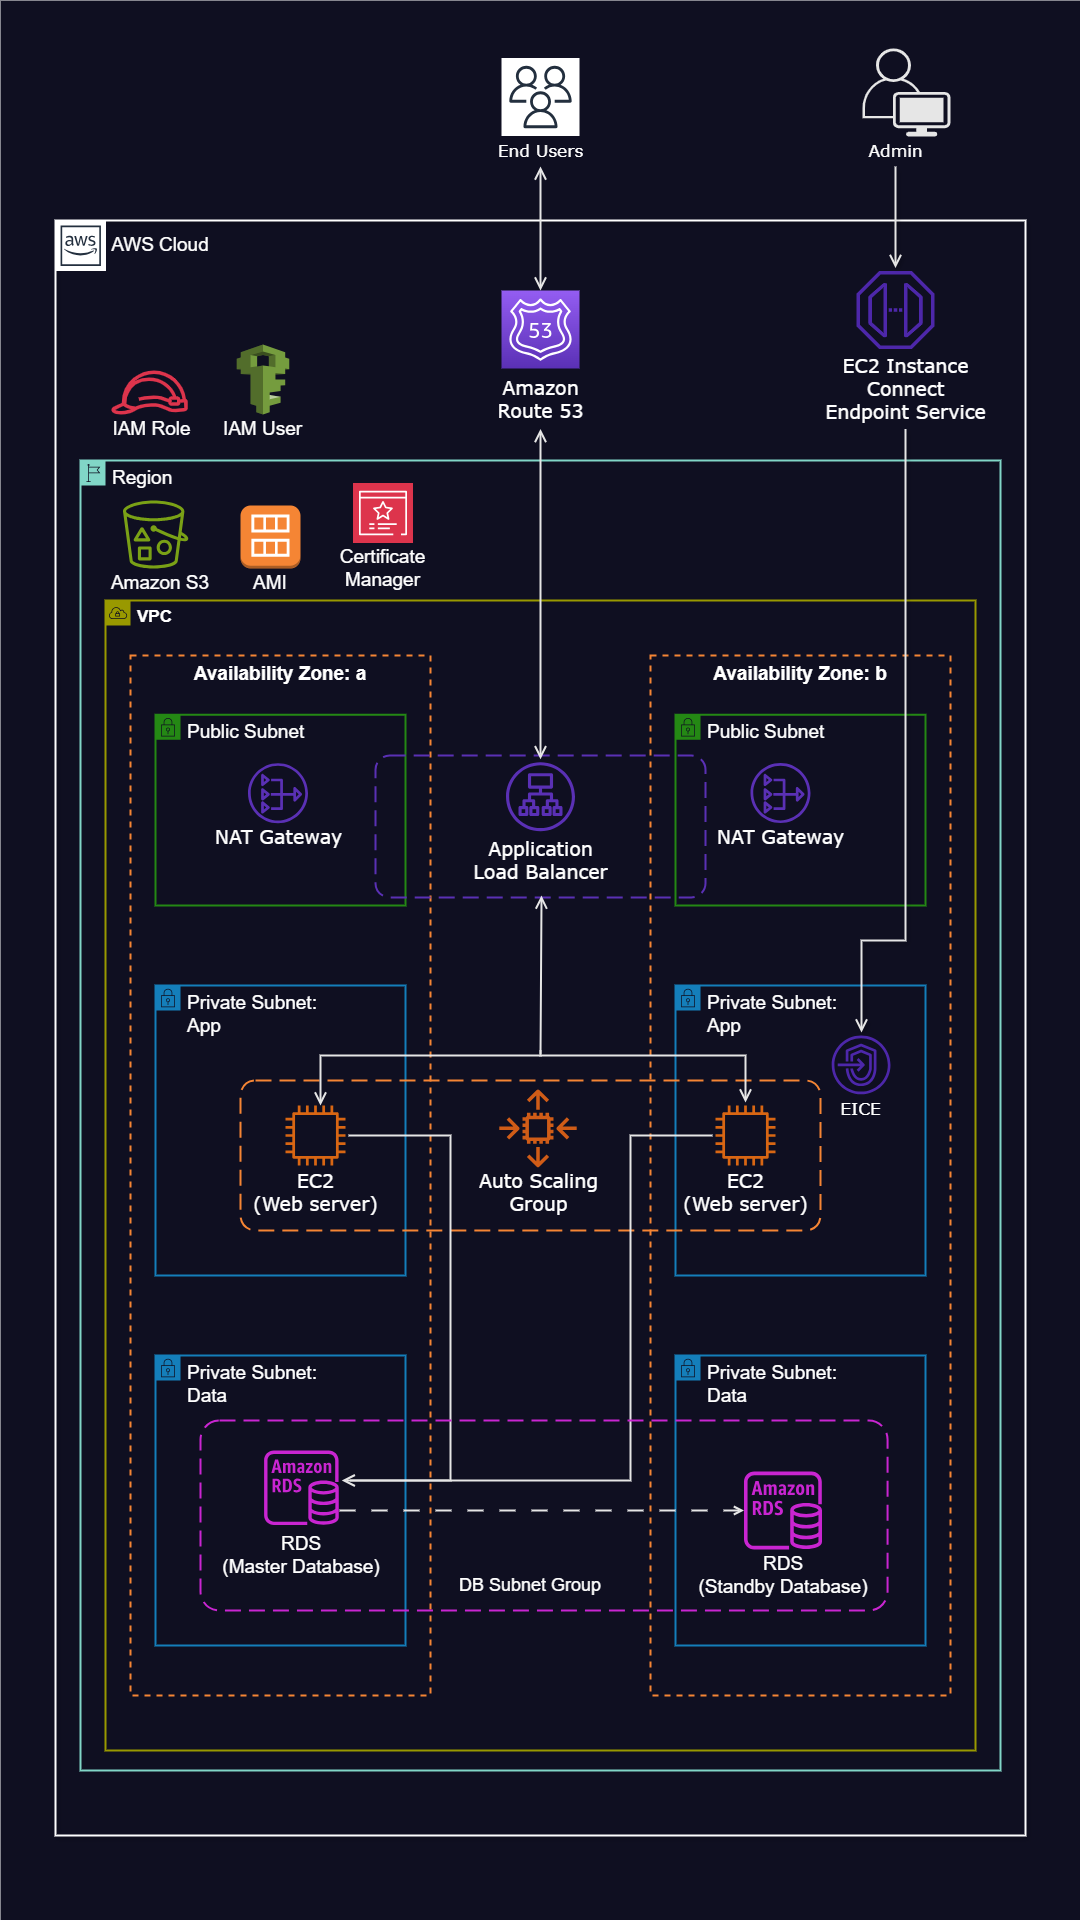 End Users
Admin
aws
AWS Cloud
53
Amazon
Route 53
EC2 Instance
Connect
Endpoint Service
IAM Role
IAM User
Region
Amazon S3
AMI
Certificate
Manager
VPC
Availability Zone: a
Availability Zone: b
Public Subnet
Public Subnet
NAT Gateway
Application
Load Balancer
NAT Gateway
Private Subnet:
App
Private Subnet:
App
EICE
EC2
(Web server)
Auto Scaling
Group
EC2
(Web server)
Private Subnet:
Data
Private Subnet:
Data
Amazon
RDS
RDS
(Master Database)
Amazon
RDS
RDS
(Standby Database)
DB Subnet Group